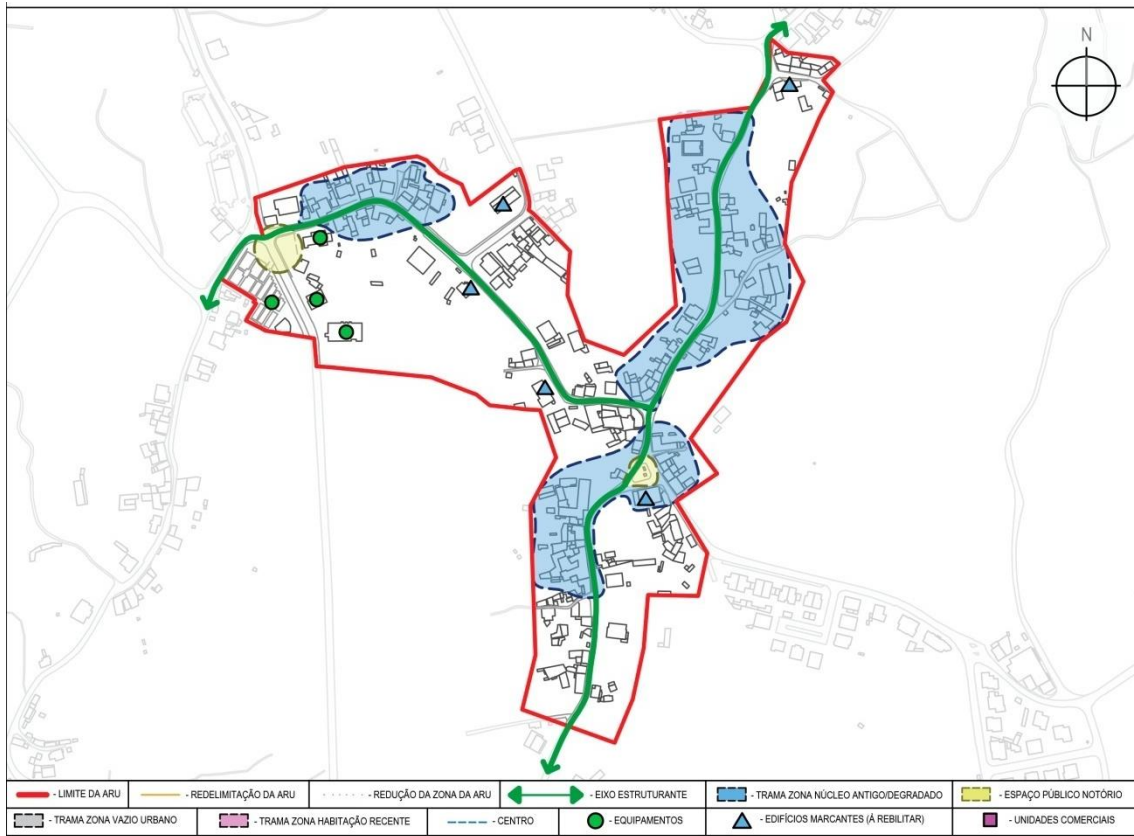 N
- LIMITE DA ARU
- REDELIMITAÇÃO DA ARU
- REDUÇÃO DA ZONA DA ARU
- EIXO ESTRUTURANTE
- TRAMA ZONA NÚCLEO ANTIGO/DEGRADADO
- ESPAÇO PÚBLICO NOTÓRIO
- TRAMA ZONA VAZIO URBANO
- TRAMA ZONA HABITAÇÃO RECENTE
- CENTRO
- EQUIPAMENTOS
- EDIFÍCIOS MARCANTES (Á REBILITAR)
- UNIDADES COMERCIAIS